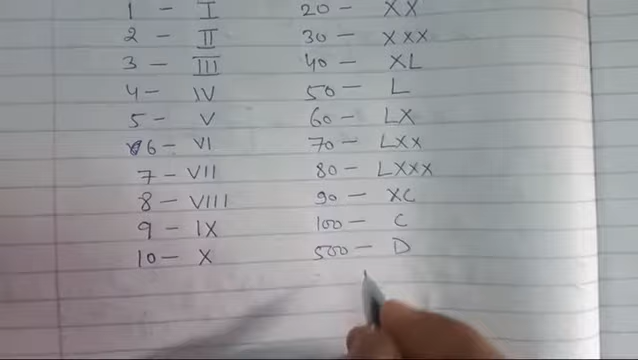 1 - I
2 - II
3 - III
4 - IV
5 - V
6 - VI
7 - VII
8 - VIII
9 - IX
10 - X
20 - XX
30 - XXX
40 - XL
50 - L
60 - LX
70 - LXX
80 - LXXX
90 - XC
100 - C
500 - D